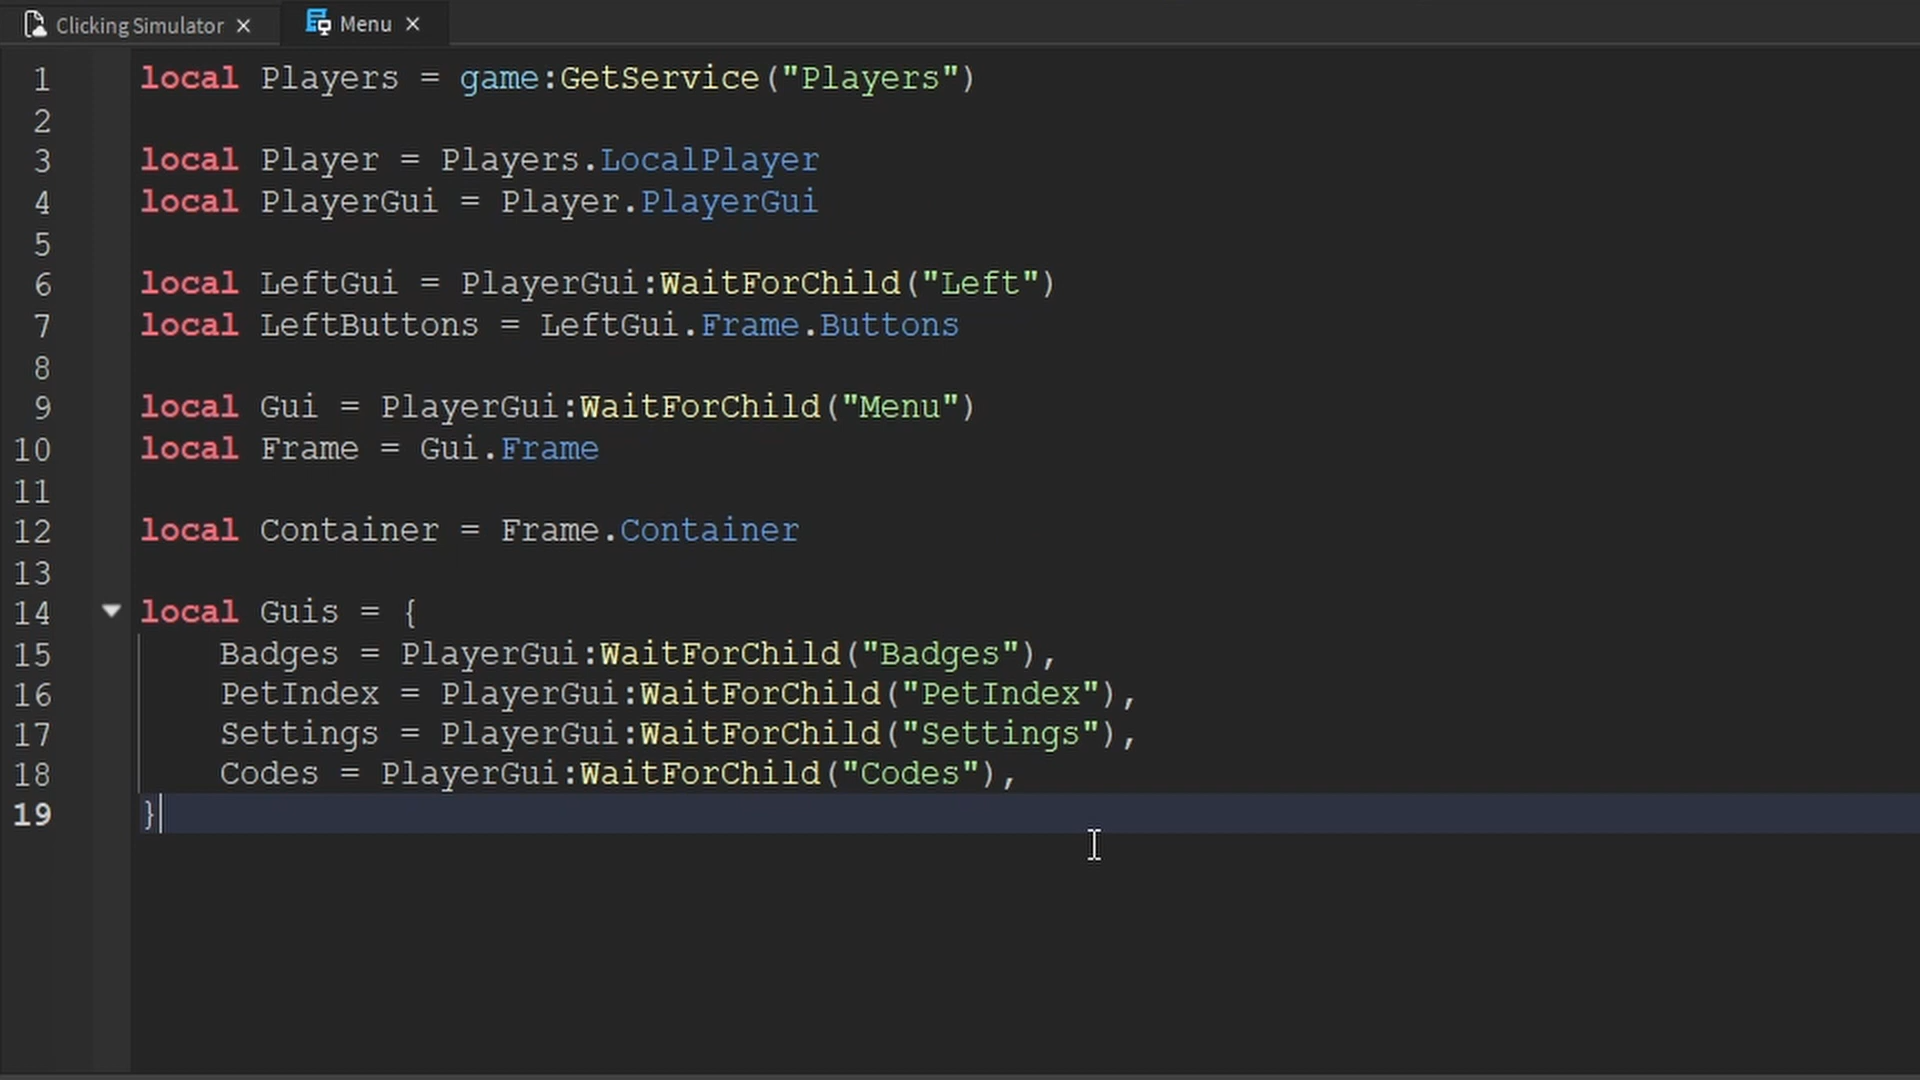 Clicking Simulator × Menu ×
1 local Players = game:GetService("Players")
2
3 local Player = Players.LocalPlayer
4 local PlayerGui = Player.PlayerGui
5
6 local LeftGui = PlayerGui:WaitForChild("Left")
7 local LeftButtons = LeftGui.Frame.Buttons
8
9 local Gui = PlayerGui:WaitForChild("Menu")
10 local Frame = Gui.Frame
11
12 local Container = Frame.Container
13
14 local Guis = {
15 Badges = PlayerGui:WaitForChild("Badges"),
16 PetIndex = PlayerGui:WaitForChild("PetIndex"),
17 Settings = PlayerGui:WaitForChild("Settings"),
18 Codes = PlayerGui:WaitForChild("Codes"),
19 }